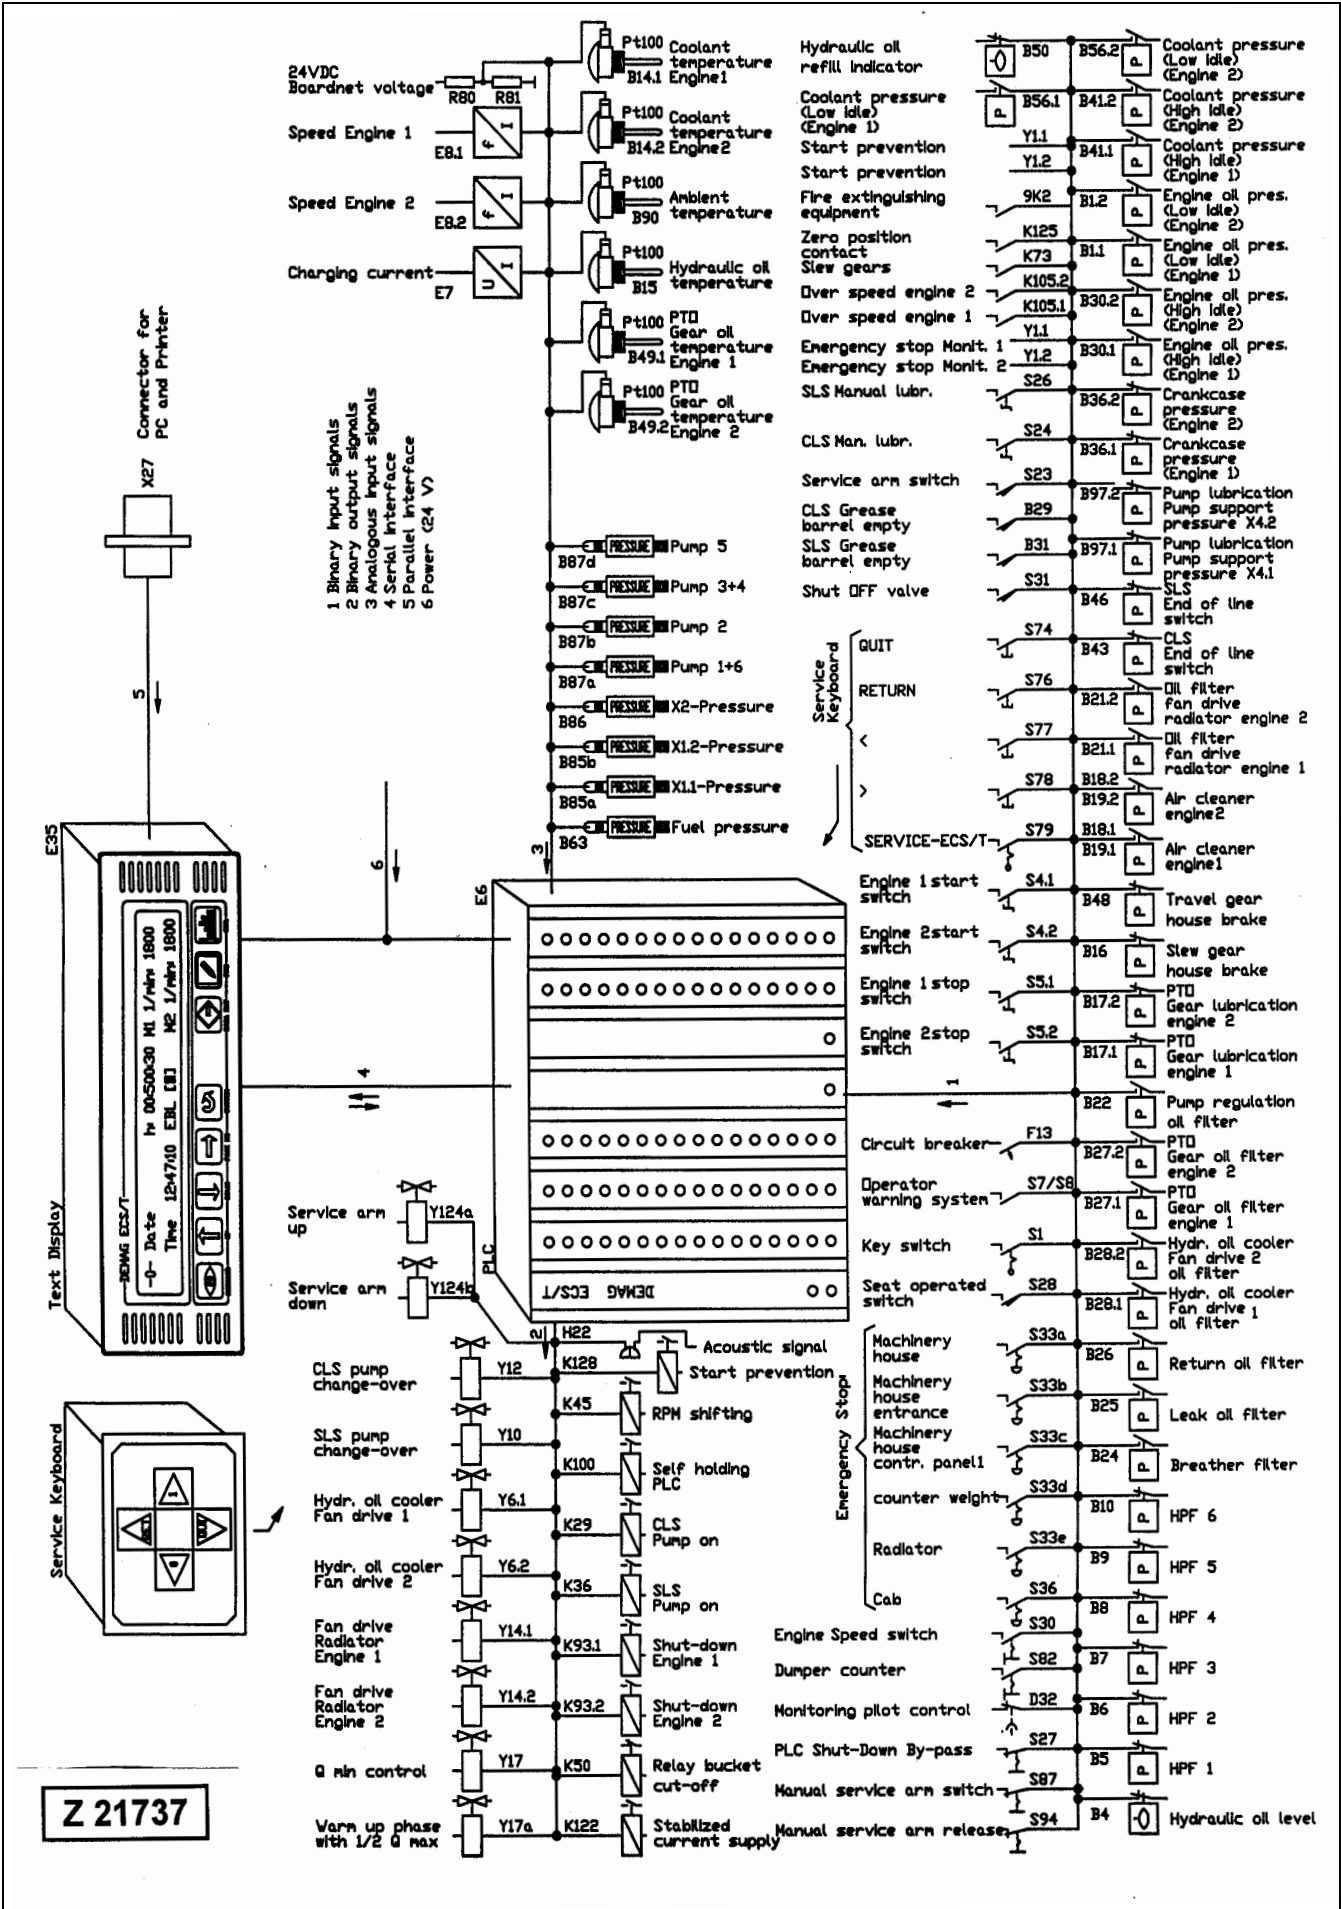 24VDC
Boardnet voltage
R80
R81
Speed Engine 1
E8.1
f
I
Speed Engine 2
E8.2
f
I
Charging current
E7
U
I
Pt100
B14.1
Coolant
temperature
Engine1
Pt100
B14.2
Coolant
temperature
Engine2
Pt100
B90
Ambient
temperature
Pt100
B15
Hydraulic oil
temperature
Pt100
B49.1
PTO
Gear oil
temperature
Engine 1
Pt100
B49.2
PTO
Gear oil
temperature
Engine 2
X27 Connector for
PC and Printer
1 Binary input signals
2 Binary output signals
3 Analogous input signals
4 Serial Interface
5 Parallel Interface
6 Power (24 V)
PRESSURE
B87d
Pump 5
PRESSURE
B87c
Pump 3+4
PRESSURE
B87b
Pump 2
PRESSURE
B87a
Pump 1+6
PRESSURE
B86
X2-Pressure
PRESSURE
B85b
X1.2-Pressure
PRESSURE
B85a
X1.1-Pressure
PRESSURE
B63
Fuel pressure
5
6
3
4
1
2
Hydraulic oil
refill indicator
B50
Coolant pressure
(Low idle)
(Engine 1)
B56.1
P
Start prevention
Y1.1
Start prevention
Y1.2
Fire extinguishing
equipment
9K2
Zero position
contact
K125
Slew gears
K73
Over speed engine 2
K105.2
Over speed engine 1
K105.1
Emergency stop Monit. 1
Y1.1
Emergency stop Monit. 2
Y1.2
SLS Manual lubr.
S26
CLS Man. lubr.
S24
Service arm switch
S23
CLS Grease
barrel empty
B29
SLS Grease
barrel empty
B31
Shut OFF valve
S31
Service
Keyboard
QUIT
S74
RETURN
S76
<
S77
>
S78
SERVICE-ECS/T
S79
Engine 1 start
switch
S4.1
Engine 2start
switch
S4.2
Engine 1 stop
switch
S5.1
Engine 2stop
switch
S5.2
Circuit breaker
F13
Operator
warning system
S7/S8
Key switch
S1
Seat operated
switch
S28
Emergency Stop:
Machinery
house
S33a
Machinery
house
entrance
S33b
Machinery
house
contr. panel1
S33c
counter weight
S33d
Radiator
S33e
Cab
S36
Engine Speed switch
S30
Dumper counter
S82
Monitoring pilot control
D32
PLC Shut-Down By-pass
S27
Manual service arm switch
S87
Manual service arm release
S94
B56.2
P
Coolant pressure
(Low idle)
(Engine 2)
B41.2
P
Coolant pressure
(High idle)
(Engine 2)
B41.1
P
Coolant pressure
(High idle)
(Engine 1)
B1.2
P
Engine oil pres.
(Low idle)
(Engine 2)
B1.1
P
Engine oil pres.
(Low idle)
(Engine 1)
B30.2
P
Engine oil pres.
(High idle)
(Engine 2)
B30.1
P
Engine oil pres.
(High idle)
(Engine 1)
B36.2
P
Crankcase
pressure
(Engine 2)
B36.1
P
Crankcase
pressure
(Engine 1)
B97.2
P
Pump lubrication
Pump support
pressure X4.2
B97.1
P
Pump lubrication
Pump support
pressure X4.1
B46
P
SLS
End of line
switch
B43
P
CLS
End of line
switch
B21.2
P
Oil filter
fan drive
radiator engine 2
B21.1
P
Oil filter
fan drive
radiator engine 1
B18.2
B19.2
P
Air cleaner
engine2
B18.1
B19.1
P
Air cleaner
engine1
B48
P
Travel gear
house brake
B16
P
Slew gear
house brake
B17.2
P
PTO
Gear lubrication
engine 2
B17.1
P
PTO
Gear lubrication
engine 1
B22
P
Pump regulation
oil filter
B27.2
P
PTO
Gear oil filter
engine 2
B27.1
P
PTO
Gear oil filter
engine 1
B28.2
P
Hydr. oil cooler
Fan drive 2
oil filter
B28.1
P
Hydr. oil cooler
Fan drive 1
oil filter
B26
P
Return oil filter
B25
P
Leak oil filter
B24
P
Breather filter
B10
P
HPF 6
B9
P
HPF 5
B8
P
HPF 4
B7
P
HPF 3
B6
P
HPF 2
B5
P
HPF 1
B4
Hydraulic oil level
E35
Text Display
DEMAG ECS/T
-0- Date h: 00500:30 M1 1/min: 1800
Time 12:47:10 EBL [ ] M2 1/min: 1800
E6
PLC
DEMAG ECS/T
Service Keyboard
Service arm
up
Y124a
Service arm
down
Y124b
H22
Acoustic signal
K128
Start prevention
CLS pump
change-over
Y12
K45
RPM shifting
SLS pump
change-over
Y10
K100
Self holding
PLC
Hydr. oil cooler
Fan drive 1
Y6.1
K29
CLS
Pump on
Hydr. oil cooler
Fan drive 2
Y6.2
K36
SLS
Pump on
Fan drive
Radiator
Engine 1
Y14.1
K93.1
Shut-down
Engine 1
Fan drive
Radiator
Engine 2
Y14.2
K93.2
Shut-down
Engine 2
Q min control
Y17
K50
Relay bucket
cut-off
Warm up phase
with 1/2 Q max
Y17a
K122
Stabilized
current supply
Z 21737